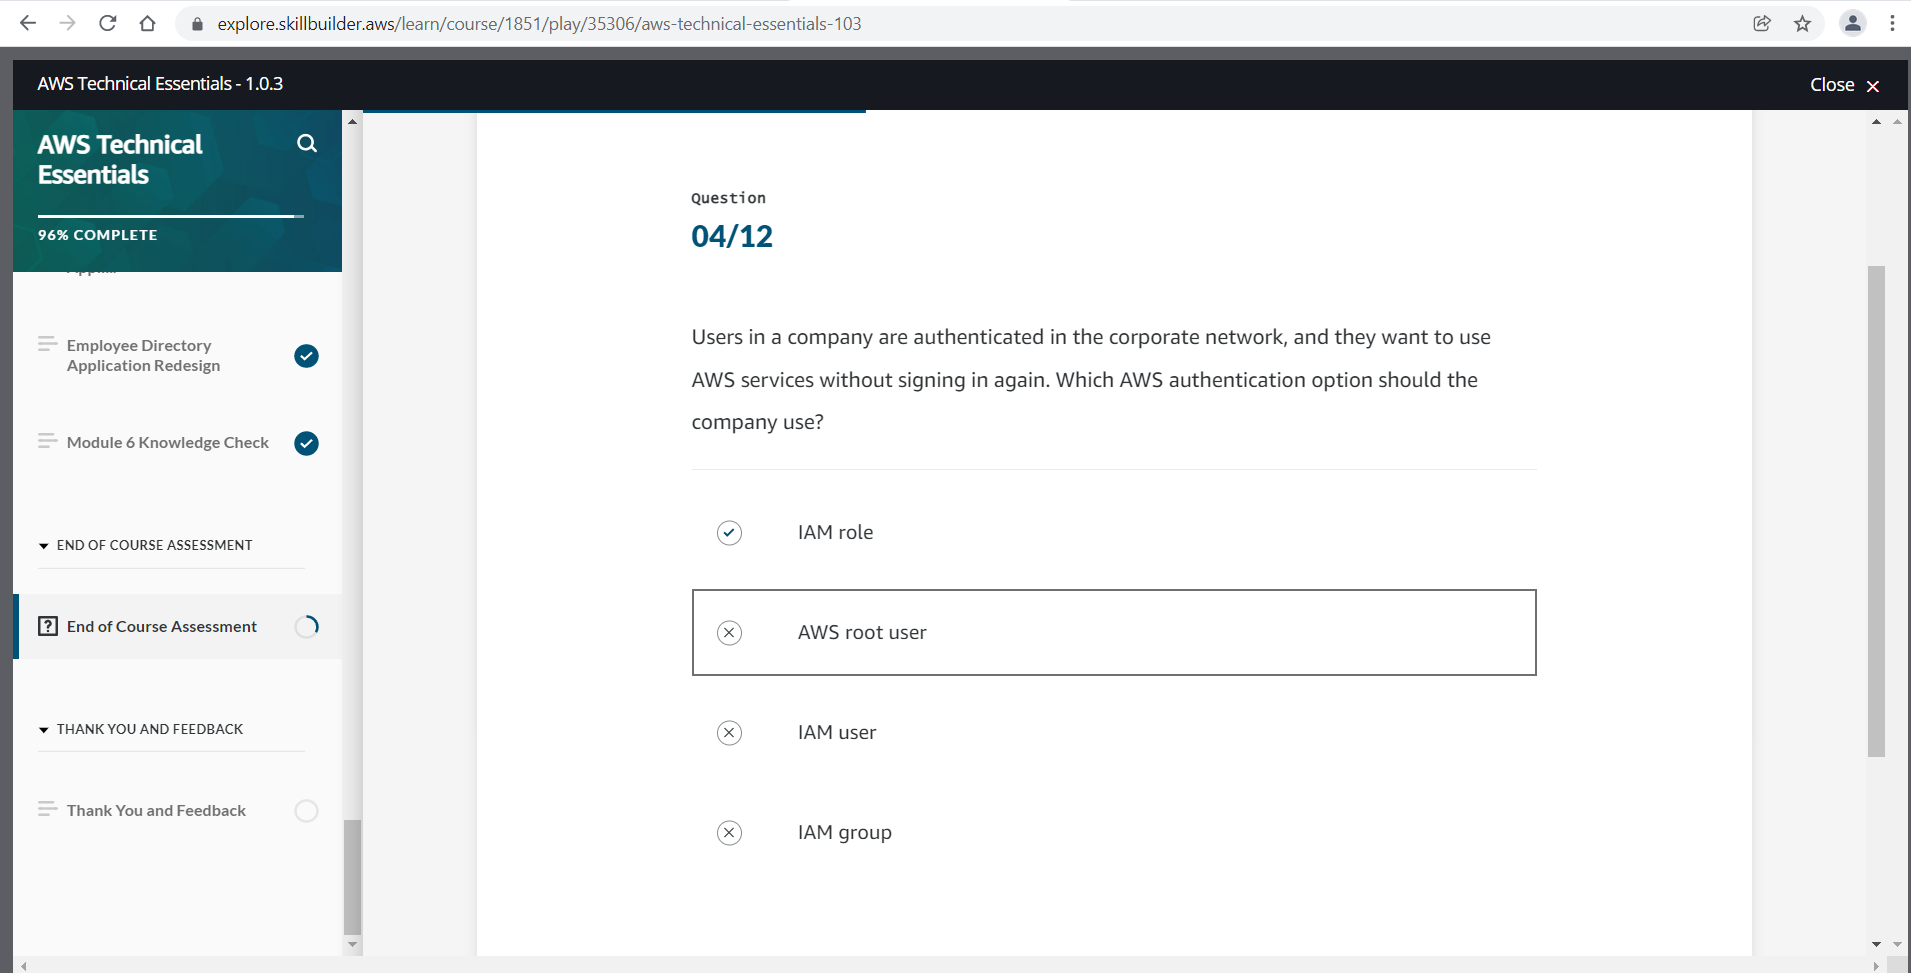 explore.skillbuilder.aws/learn/course/1851/play/35306/aws-technical-essentials-103
AWS Technical Essentials - 1.0.3
Close
AWS Technical
Essentials
96% COMPLETE
Employee Directory
Application Redesign
Module 6 Knowledge Check
END OF COURSE ASSESSMENT
End of Course Assessment
THANK YOU AND FEEDBACK
Thank You and Feedback
Question
04/12
Users in a company are authenticated in the corporate network, and they want to use
AWS services without signing in again. Which AWS authentication option should the
company use?
IAM role
AWS root user
IAM user
IAM group